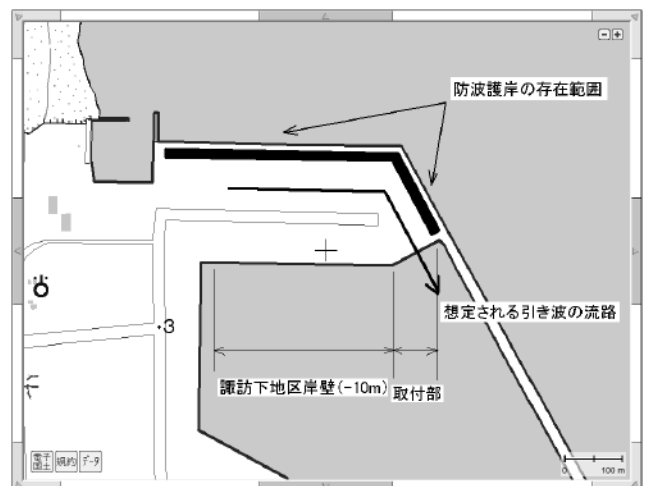 防波護岸の存在範囲
想定される引き波の流路
・3
諏訪下地区岸壁(-10m)
取付部
電子国土
規約
データ
0 100 m